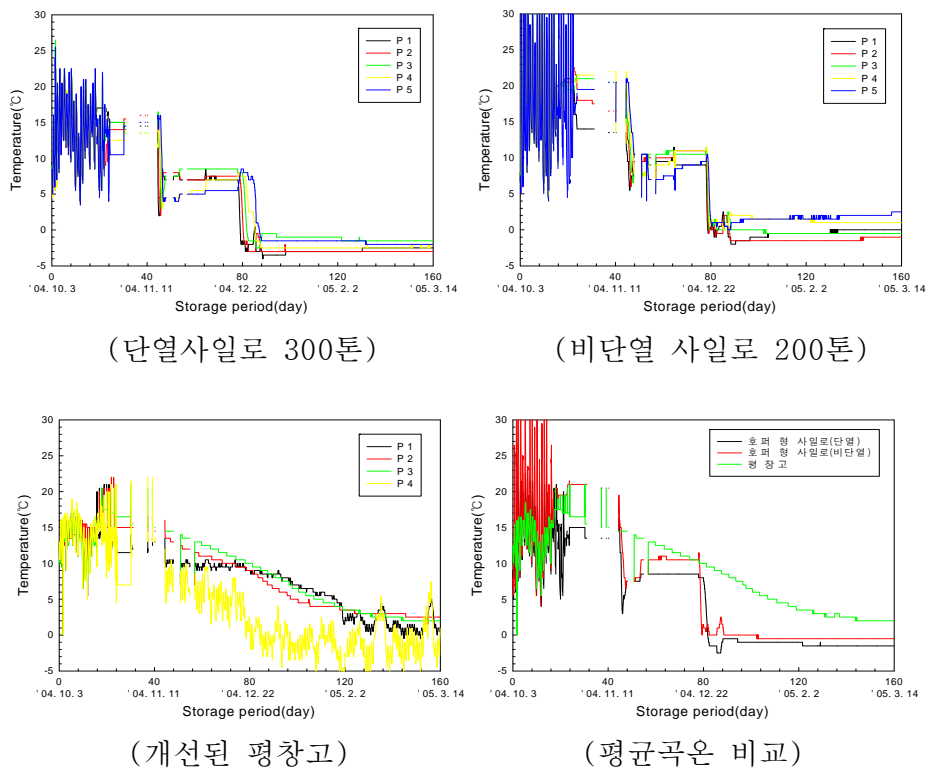 30
25
20
15
10
5
0
-5
Temperature(℃)
P 1
P 2
P 3
P 4
P 5
0 40 80 120 160
' 04. 10. 3 ' 04. 11. 11 ' 04. 12. 22 ' 05. 2. 2 ' 05. 3. 14
Storage period(day)
(단열사일로 300톤)
30
25
20
15
10
5
0
-5
Temperature(℃)
P 1
P 2
P 3
P 4
P 5
0 40 80 120 160
' 04. 10. 3 ' 04. 11. 11 ' 04. 12. 22 ' 05. 2. 2 ' 05. 3. 14
Storage period(day)
(비단열 사일로 200톤)
30
25
20
15
10
5
0
-5
Temperature(℃)
P 1
P 2
P 3
P 4
0 40 80 120 160
' 04. 10. 3 ' 04. 11. 11 ' 04. 12. 22 ' 05. 2. 2 ' 05. 3. 14
Storage period(day)
(개선된 평창고)
30
25
20
15
10
5
0
-5
Temperature(℃)
호퍼 형 사일로(단열)
호퍼 형 사일로(비단열)
평 창고
0 40 80 120 160
' 04. 10. 3 ' 04. 11. 11 ' 04. 12. 22 ' 05. 2. 2 ' 05. 3. 14
Storage period(day)
(평균곡온 비교)